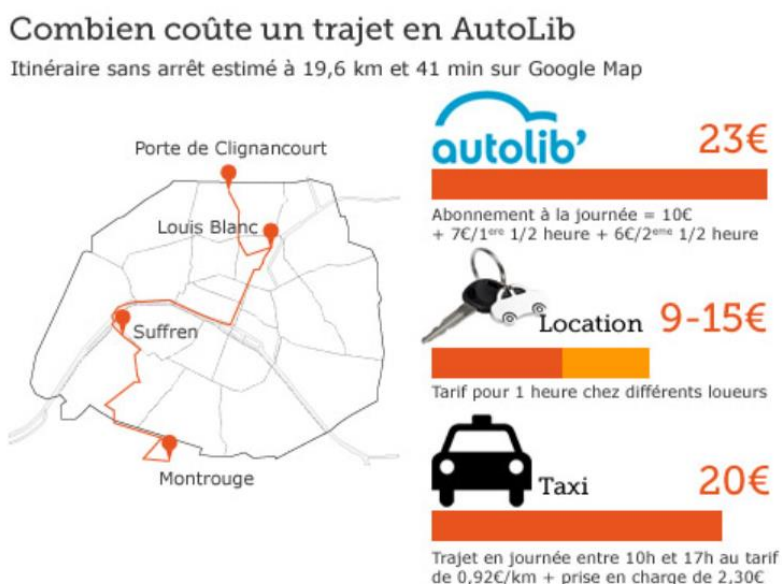 Combien coûte un trajet en AutoLib
Itinéraire sans arrêt estimé à 19,6 km et 41 min sur Google Map
Porte de Clignancourt
Louis Blanc
Suffren
Montrouge
autolib’
23€
Abonnement à la journée = 10€
+ 7€/1ere 1/2 heure + 6€/2eme 1/2 heure
Location 9-15€
Tarif pour 1 heure chez différents loueurs
Taxi 20€
Trajet en journée entre 10h et 17h au tarif
de 0,92€/km + prise en charge de 2,30€